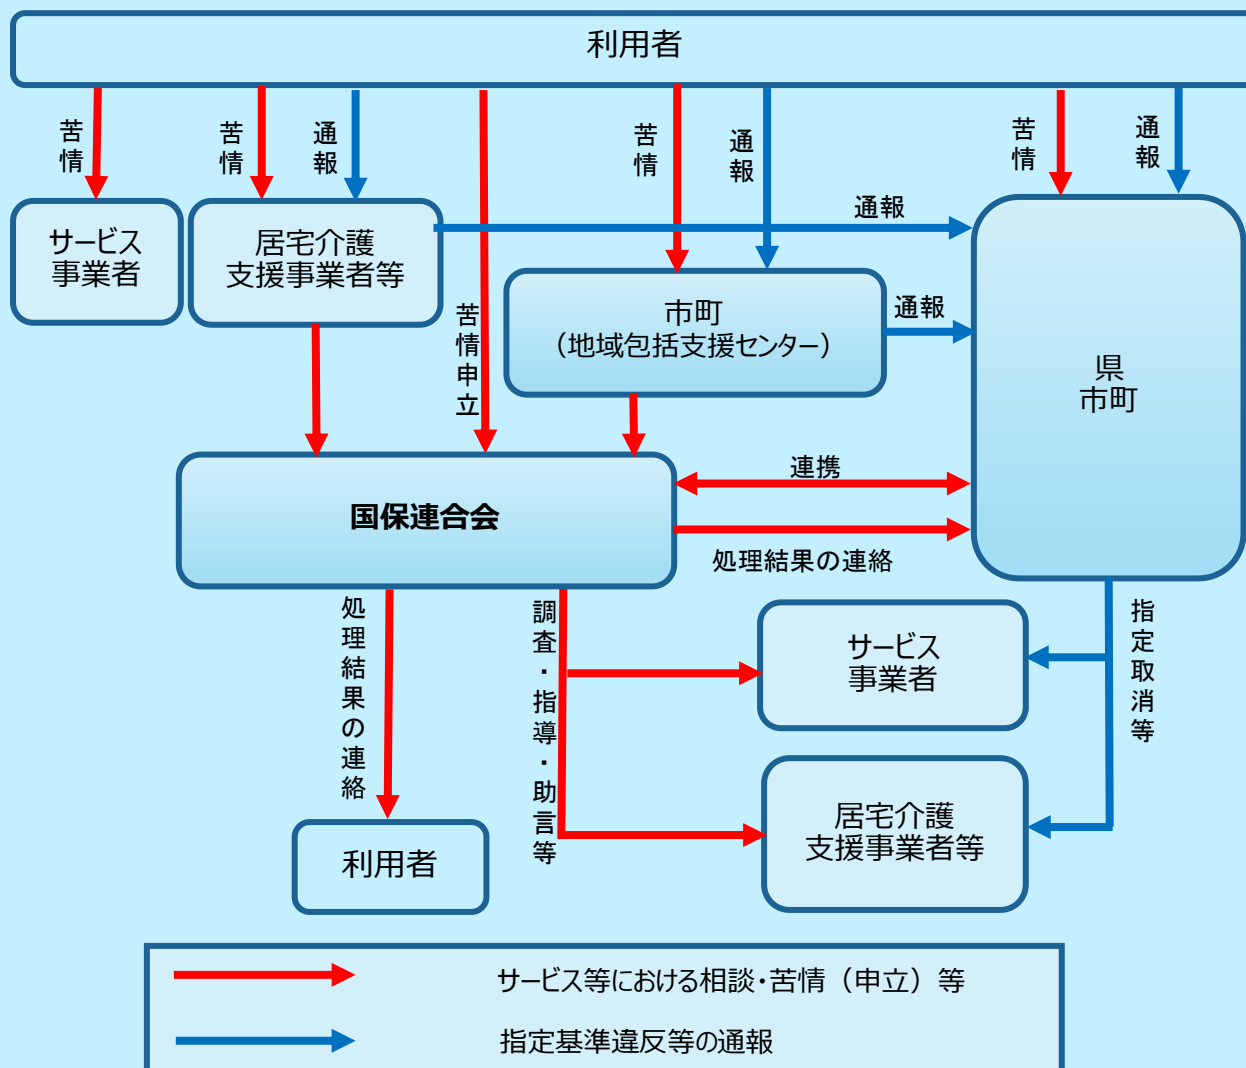 利用者
苦情
苦情
通報
苦情申立
苦情
通報
苦情
通報
サービス
事業者
居宅介護
支援事業者等
通報
市町
（地域包括支援センター）
通報
県
市町
国保連合会
連携
処理結果の連絡
処理結果の連絡
調査・指導・助言等
サービス
事業者
指定取消等
居宅介護
支援事業者等
利用者
サービス等における相談・苦情（申立）等
指定基準違反等の通報